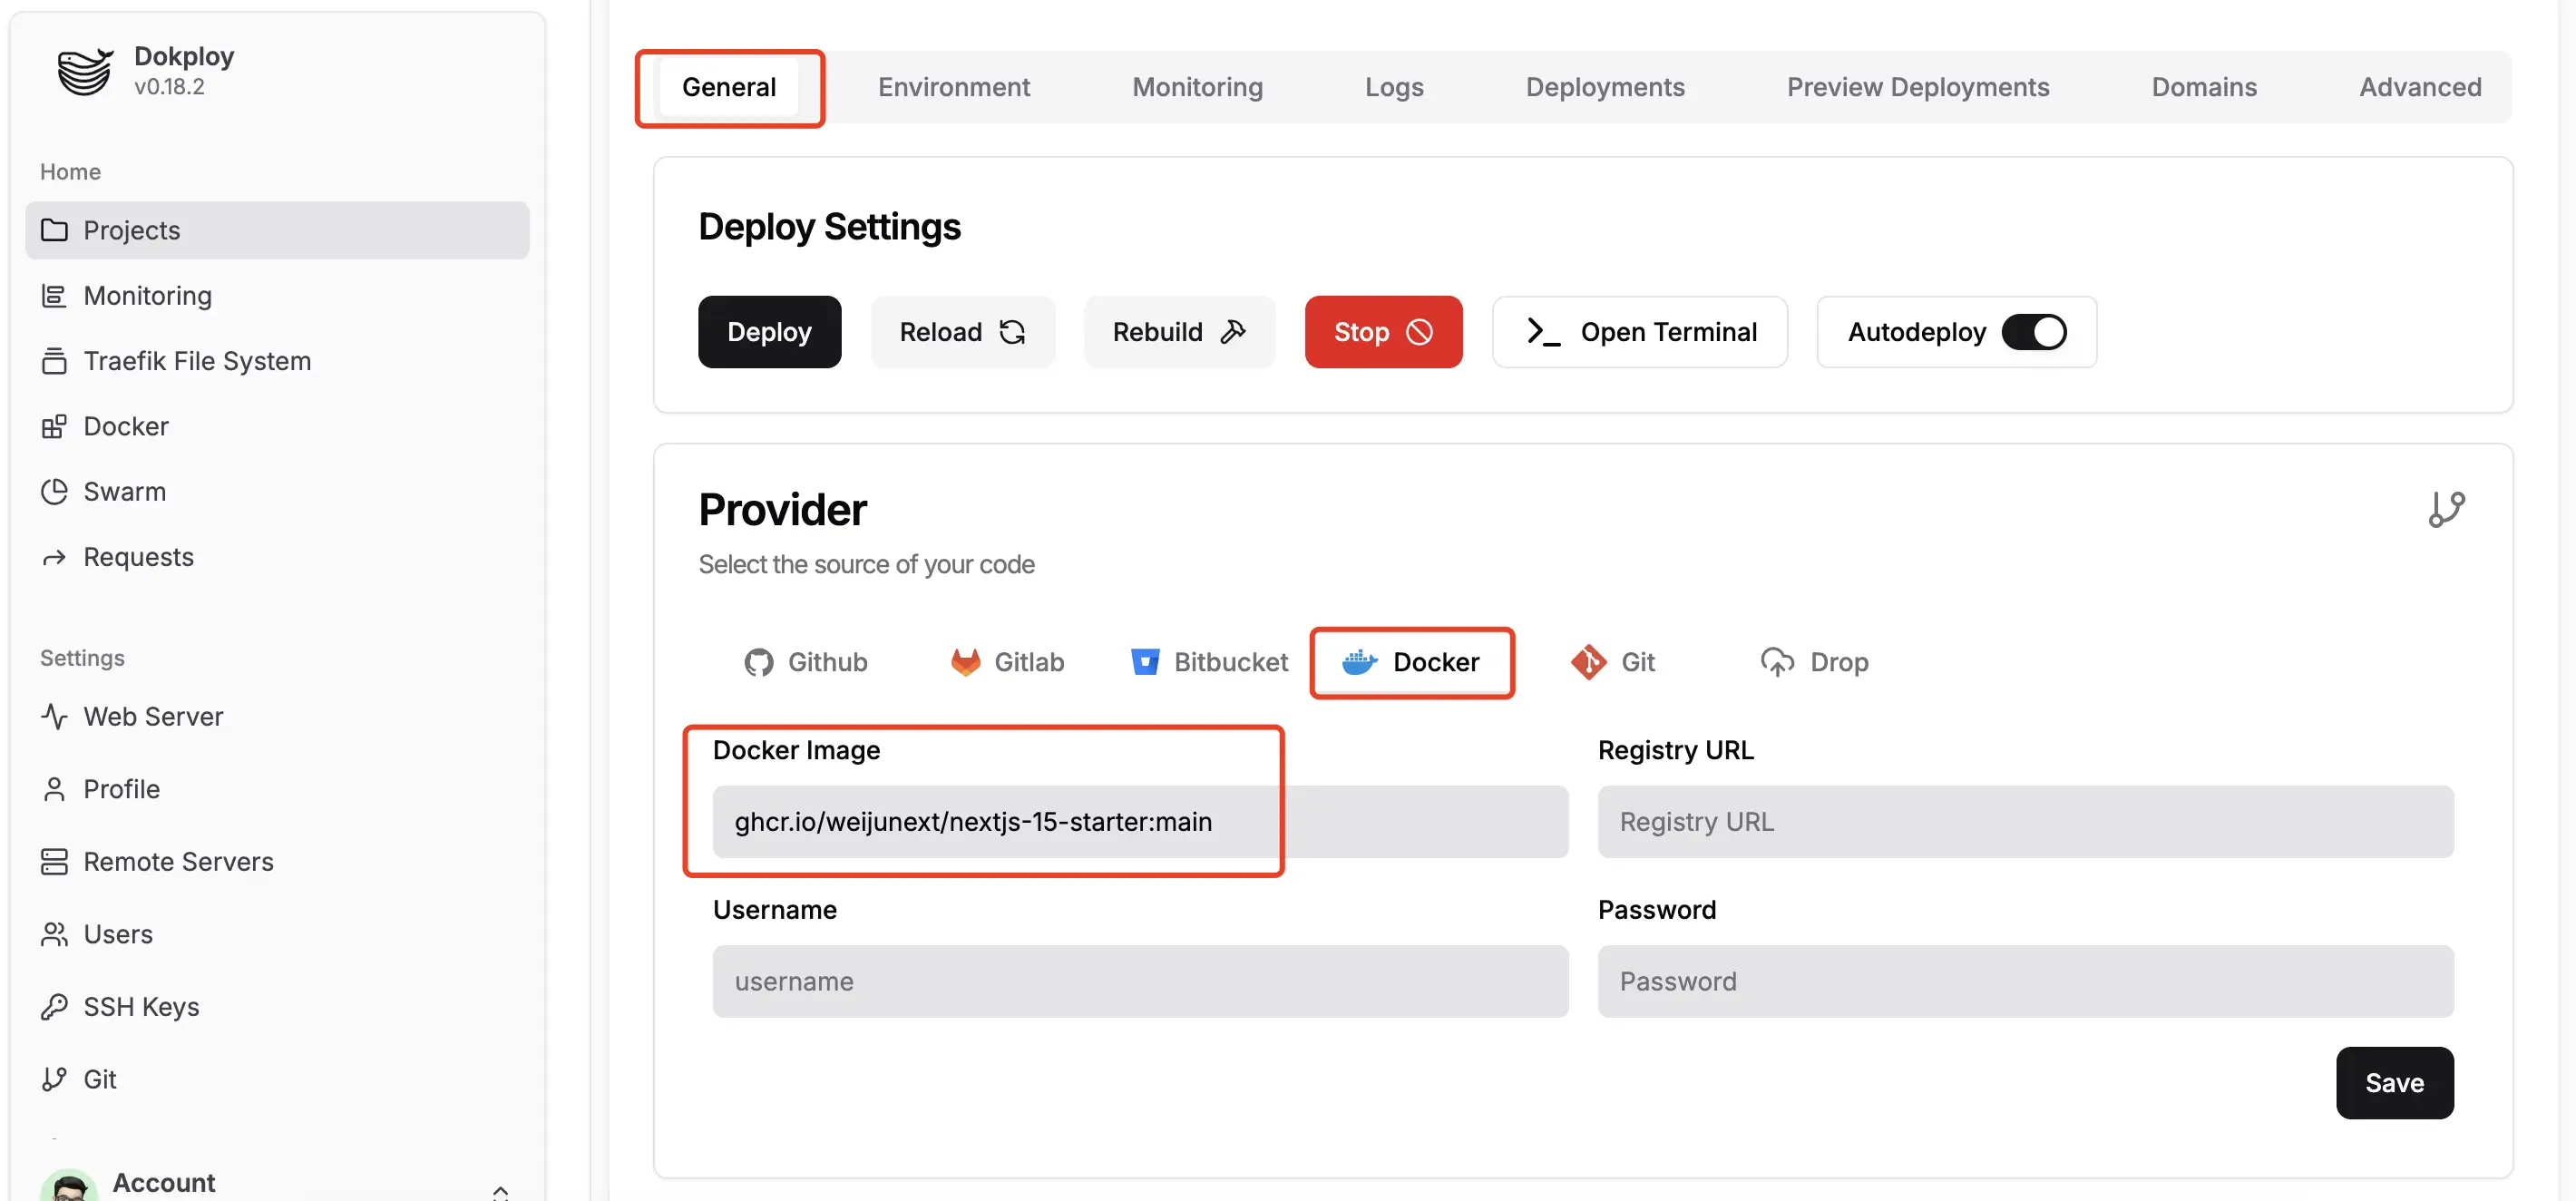 Dokploy
v0.18.2
Home
Projects
Monitoring
Traefik File System
Docker
Swarm
Requests
Settings
Web Server
Profile
Remote Servers
Users
SSH Keys
Git
Account
General Environment Monitoring Logs Deployments Preview Deployments Domains Advanced
Deploy Settings
Deploy Reload Rebuild Stop Open Terminal Autodeploy
Provider
Select the source of your code
Github Gitlab Bitbucket Docker Git Drop
Docker Image Registry URL
ghcr.io/weijunext/nextjs-15-starter:main Registry URL
Username Password
username Password
Save